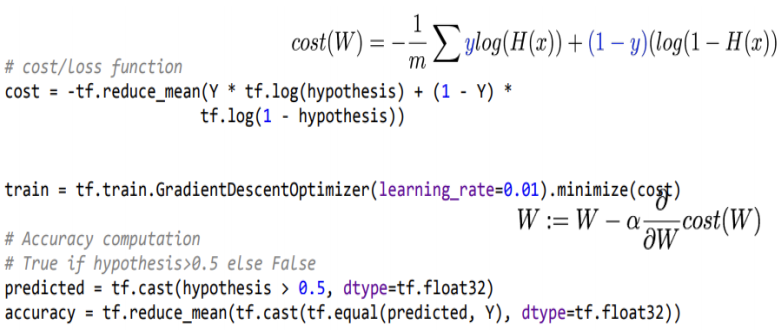 cost(W) = -\frac{1}{m} \sum ylog(H(x)) + (1 - y)(log(1 - H(x))
# cost/loss function
cost = -tf.reduce_mean(Y * tf.log(hypothesis) + (1 - Y) *
tf.log(1 - hypothesis))
train = tf.train.GradientDescentOptimizer(learning_rate=0.01).minimize(cost)
W := W - α\frac{∂}{∂W}cost(W)
# Accuracy computation
# True if hypothesis>0.5 else False
predicted = tf.cast(hypothesis > 0.5, dtype=tf.float32)
accuracy = tf.reduce_mean(tf.cast(tf.equal(predicted, Y), dtype=tf.float32))